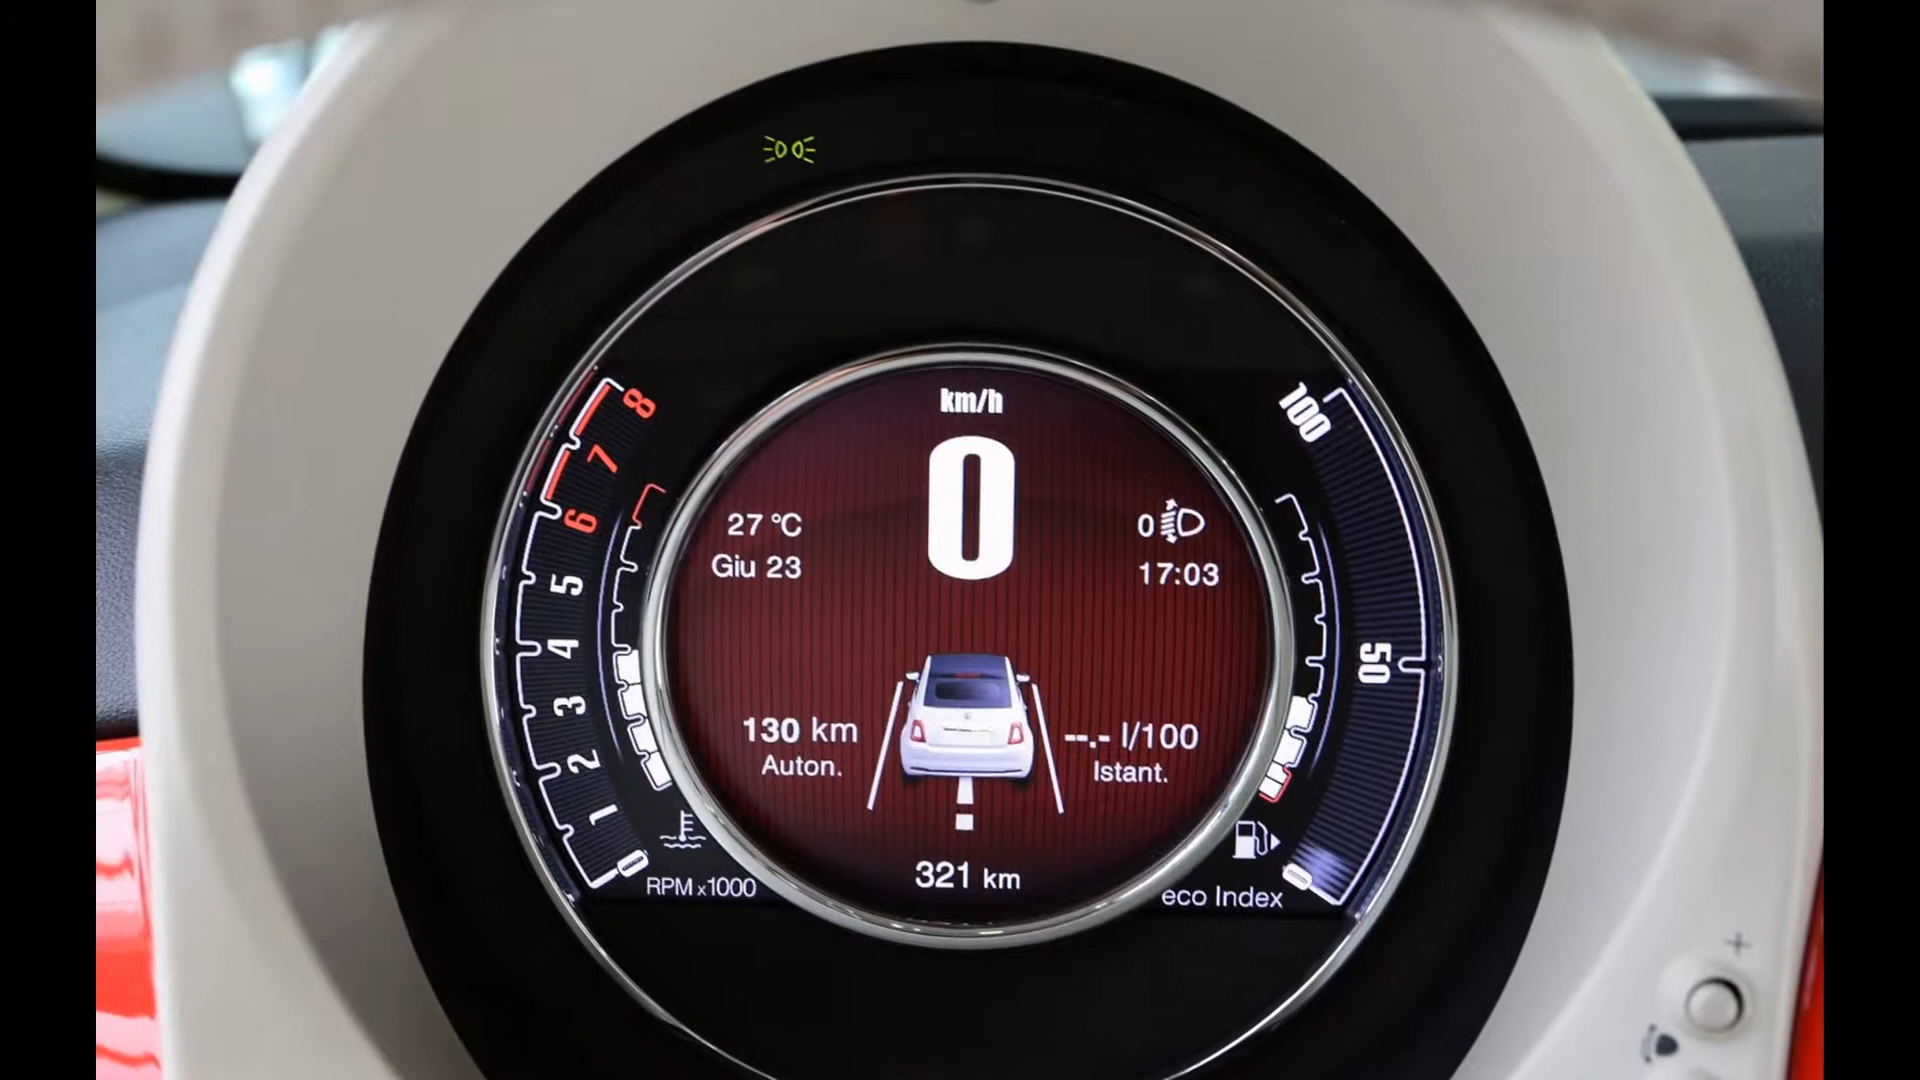 km/h
0
27 °C
Giu 23
0
17:03
130 km
Auton.
--.- l/100
Istant.
321 km
8
7
6
5
4
3
2
1
0
RPM x1000
100
50
0
eco Index
+
-